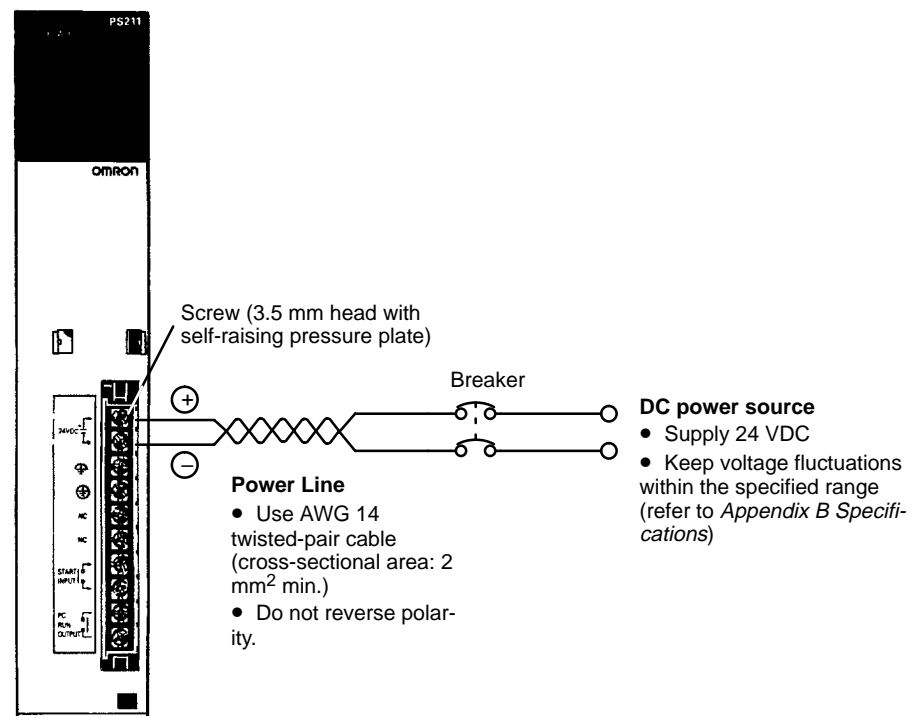 PS211
OMRON
Screw (3.5 mm head with
self-raising pressure plate)
24VDC
+
−
NC
NC
START
INPUT
PC
RUN
OUTPUT
+
−
Power Line
• Use AWG 14
twisted-pair cable
(cross-sectional area: 2
mm² min.)
• Do not reverse polar-
ity.
Breaker
DC power source
• Supply 24 VDC
• Keep voltage fluctuations
within the specified range
(refer to Appendix B Specifi-
cations)